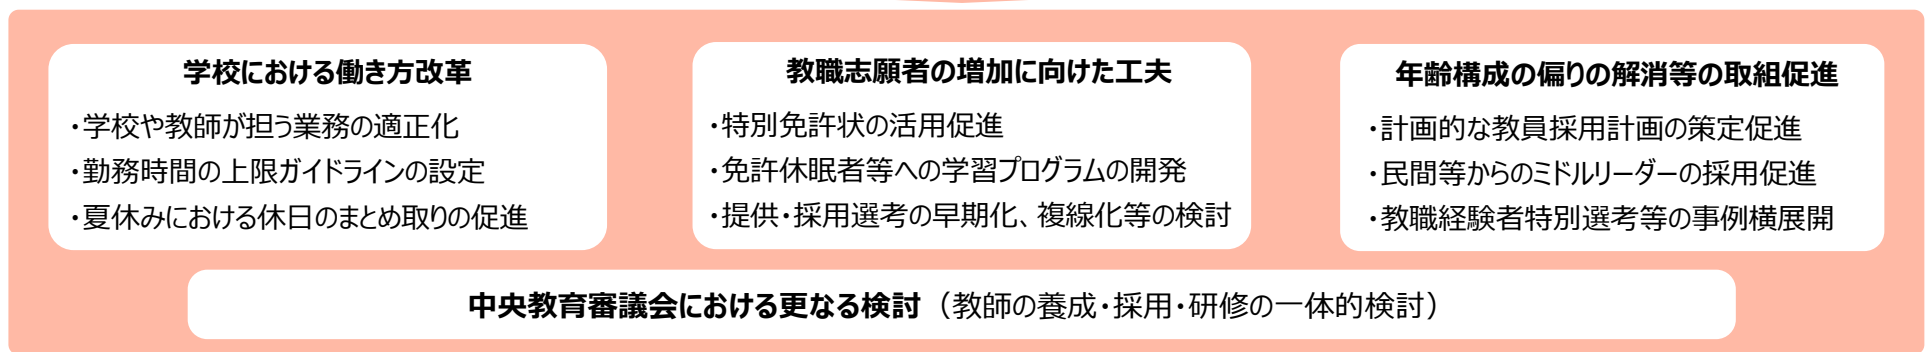 学校における働き方改革
・学校や教師が担う業務の適正化
・勤務時間の上限ガイドラインの設定
・夏休みにおける休日のまとめ取りの促進
教職志願者の増加に向けた工夫
・特別免許状の活用促進
・免許休眠者等への学習プログラムの開発
・提供・採用選考の早期化、複線化等の検討
年齢構成の偏りの解消等の取組促進
・計画的な教員採用計画の策定促進
・民間等からのミドルリーダーの採用促進
・教職経験者特別選考等の事例横展開
中央教育審議会における更なる検討（教師の養成・採用・研修の一体的検討）